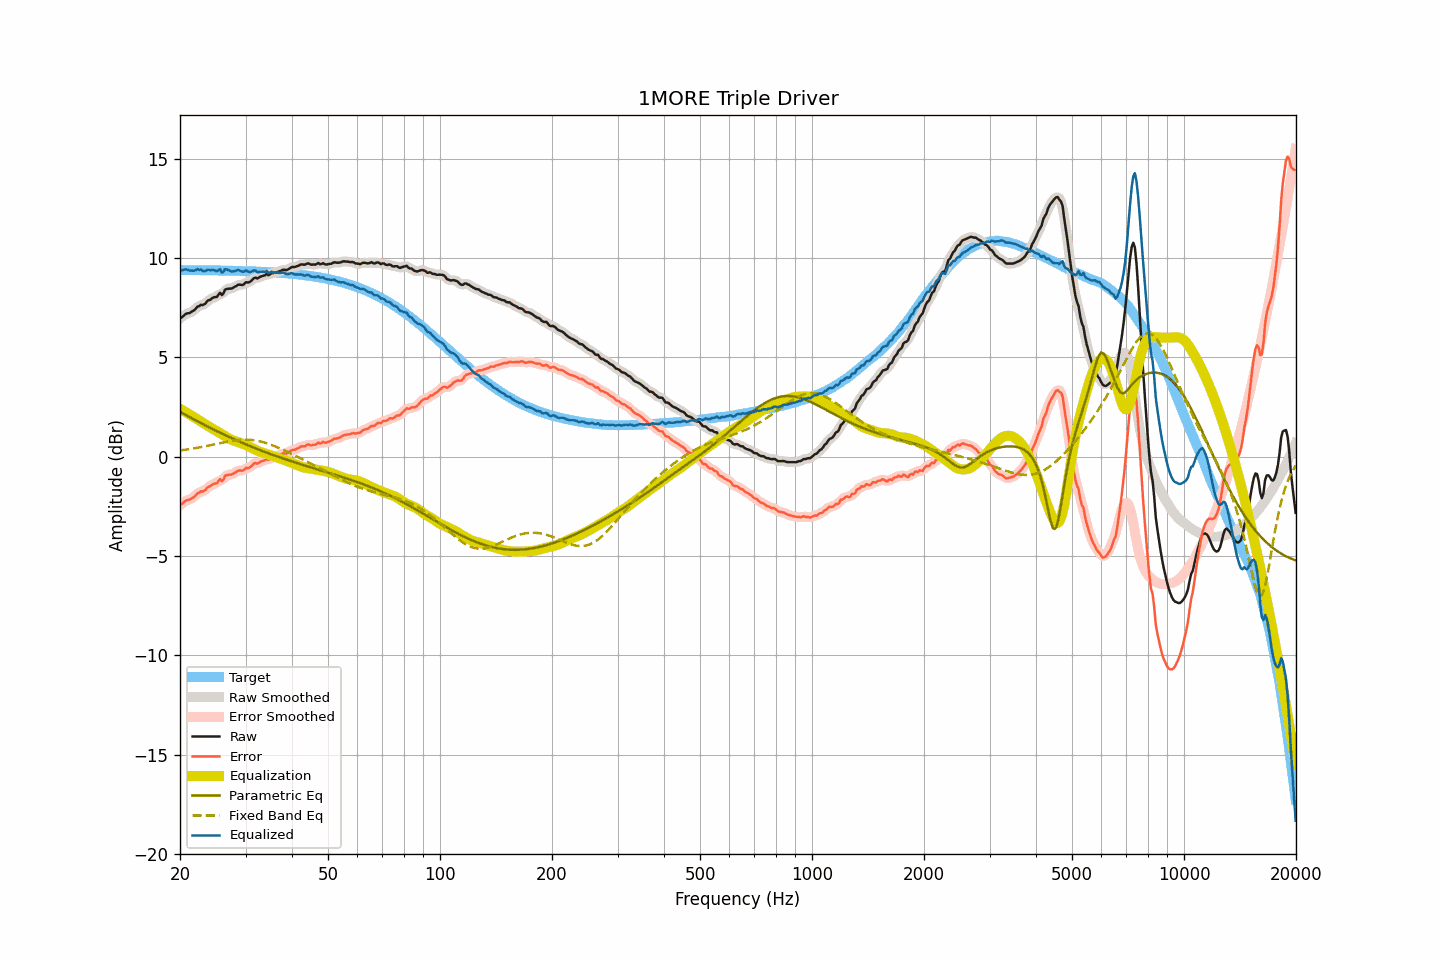 1MORE Triple Driver
15
10
5
0
−5
−10
−15
−20
Amplitude (dBr)
Target
Raw Smoothed
Error Smoothed
Raw
Error
Equalization
Parametric Eq
Fixed Band Eq
Equalized
20 50 100 200 500 1000 2000 5000 10000 20000
Frequency (Hz)